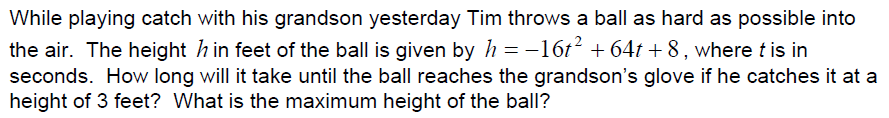 While playing catch with his grandson yesterday Tim throws a ball as hard as possible into
the air.  The height h in feet of the ball is given by h = −16t² + 64t + 8, where t is in
seconds.  How long will it take until the ball reaches the grandson's glove if he catches it at a
height of 3 feet?  What is the maximum height of the ball?